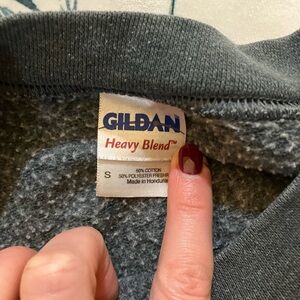 GILDAN
Heavy Blend™
S
50% COTTON
50% POLYESTER
Made in